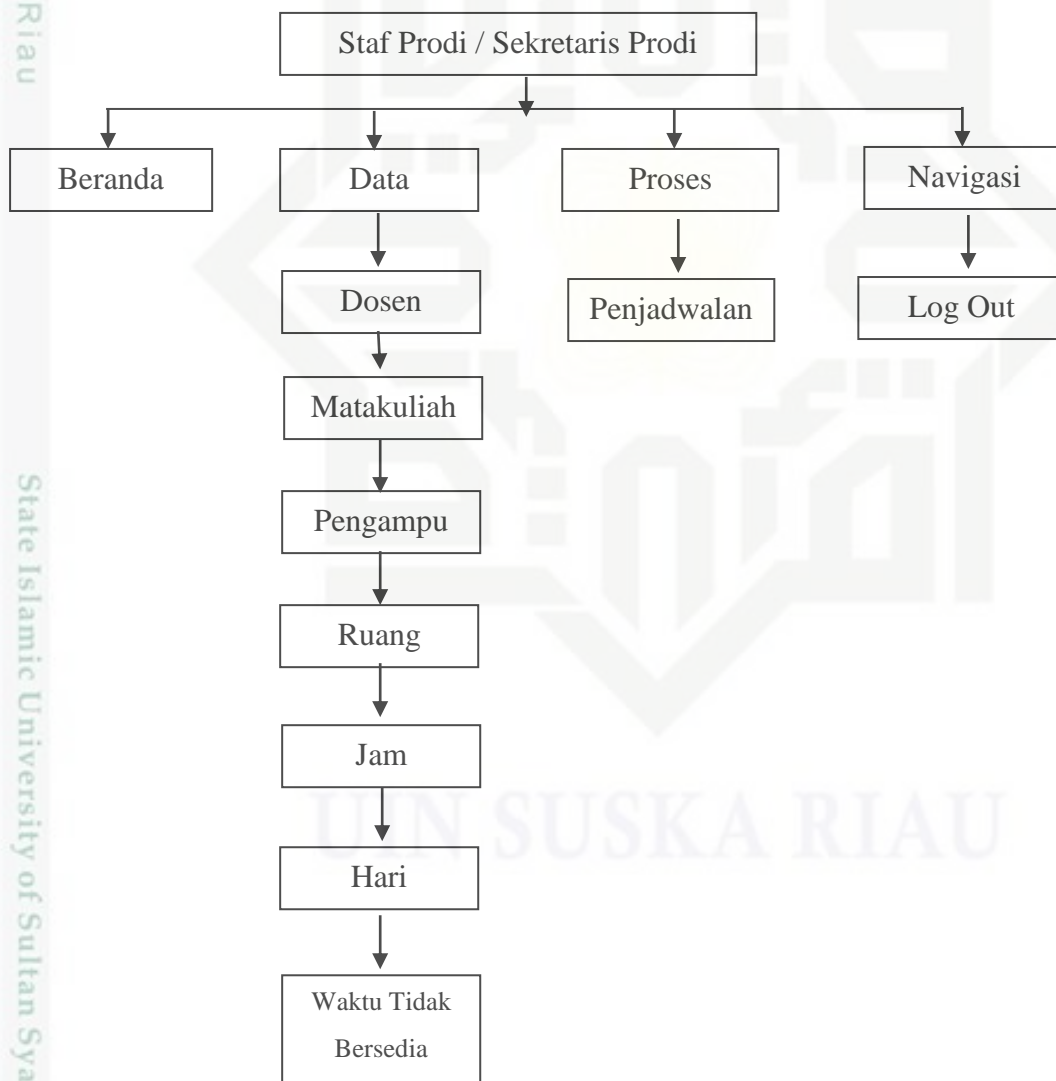 Riau
Staf Prodi / Sekretaris Prodi
Beranda
Data
Proses
Navigasi
Dosen
Penjadwalan
Log Out
Matakuliah
Pengampu
Ruang
Jam
Hari
Waktu Tidak
Bersedia
State Islamic University of Sultan Sya
UIN SUSKA RIAU